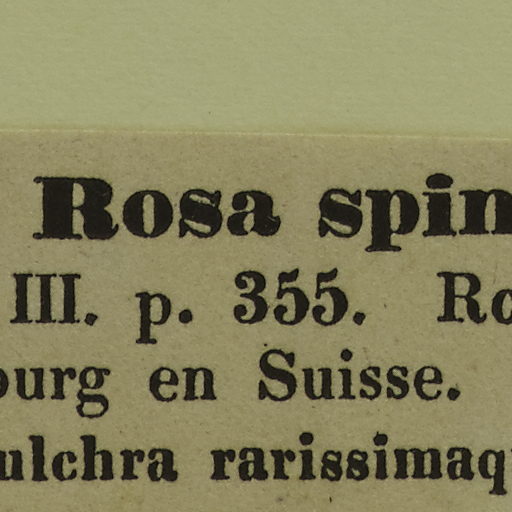 Rosa spin
III. p. 355. Ro
ourg en Suisse.
ulchra rarissimaq